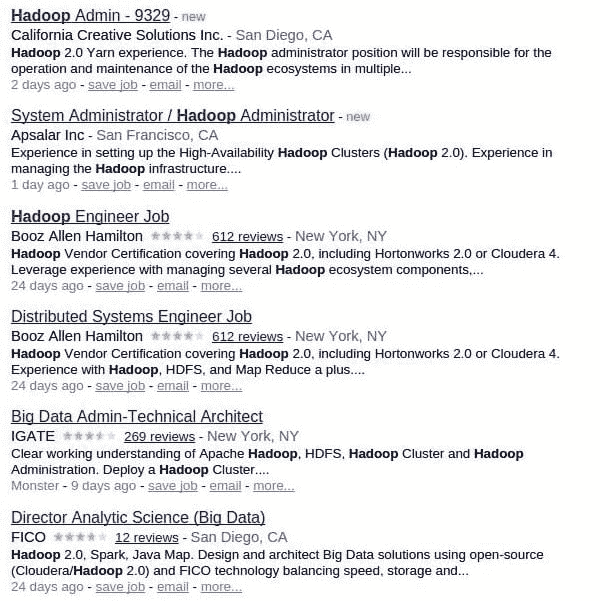 Hadoop Admin - 9329 - new
California Creative Solutions Inc. - San Diego, CA
Hadoop 2.0 Yarn experience. The Hadoop administrator position will be responsible for the
operation and maintenance of the Hadoop ecosystems in multiple...
2 days ago - save job - email - more...
System Administrator / Hadoop Administrator - new
Apsalar Inc - San Francisco, CA
Experience in setting up the High-Availability Hadoop Clusters (Hadoop 2.0). Experience in
managing the Hadoop infrastructure....
1 day ago - save job - email - more...
Hadoop Engineer Job
Booz Allen Hamilton 612 reviews - New York, NY
Hadoop Vendor Certification covering Hadoop 2.0, including Hortonworks 2.0 or Cloudera 4.
Leverage experience with managing several Hadoop ecosystem components,...
24 days ago - save job - email - more...
Distributed Systems Engineer Job
Booz Allen Hamilton 612 reviews - New York, NY
Hadoop Vendor Certification covering Hadoop 2.0, including Hortonworks 2.0 or Cloudera 4.
Experience with Hadoop, HDFS, and Map Reduce a plus....
24 days ago - save job - email - more...
Big Data Admin-Technical Architect
IGATE 269 reviews - New York, NY
Clear working understanding of Apache Hadoop, HDFS, Hadoop Cluster and Hadoop
Administration. Deploy a Hadoop Cluster....
Monster - 9 days ago - save job - email - more...
Director Analytic Science (Big Data)
FICO 12 reviews - San Diego, CA
Hadoop 2.0, Spark, Java Map. Design and architect Big Data solutions using open-source
(Cloudera/Hadoop 2.0) and FICO technology balancing speed, storage and...
24 days ago - save job - email - more...